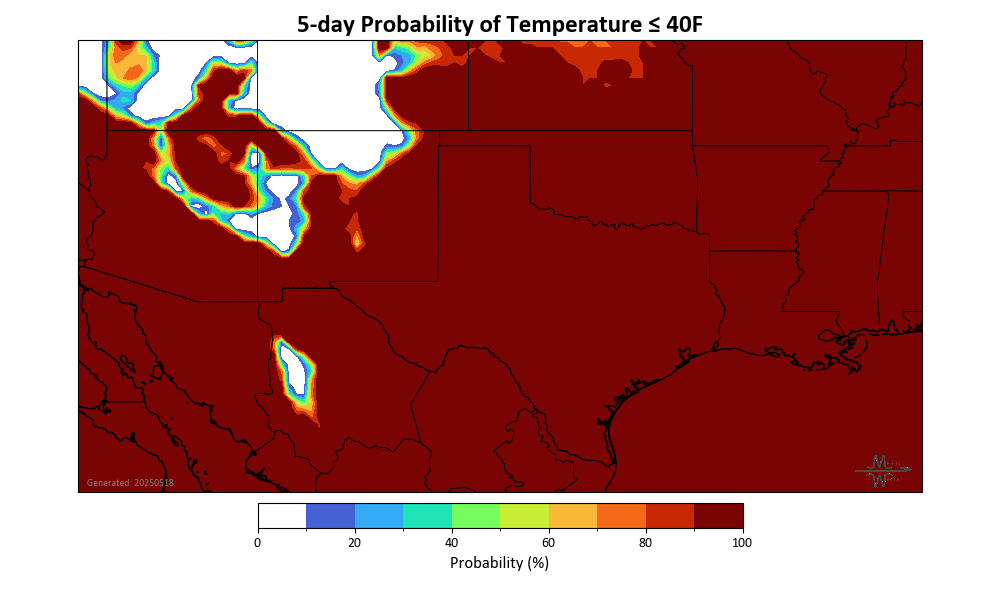 5-day Probability of Temperature ≤ 40F
Generated: 20250518
0 20 40 60 80 100
Probability (%)